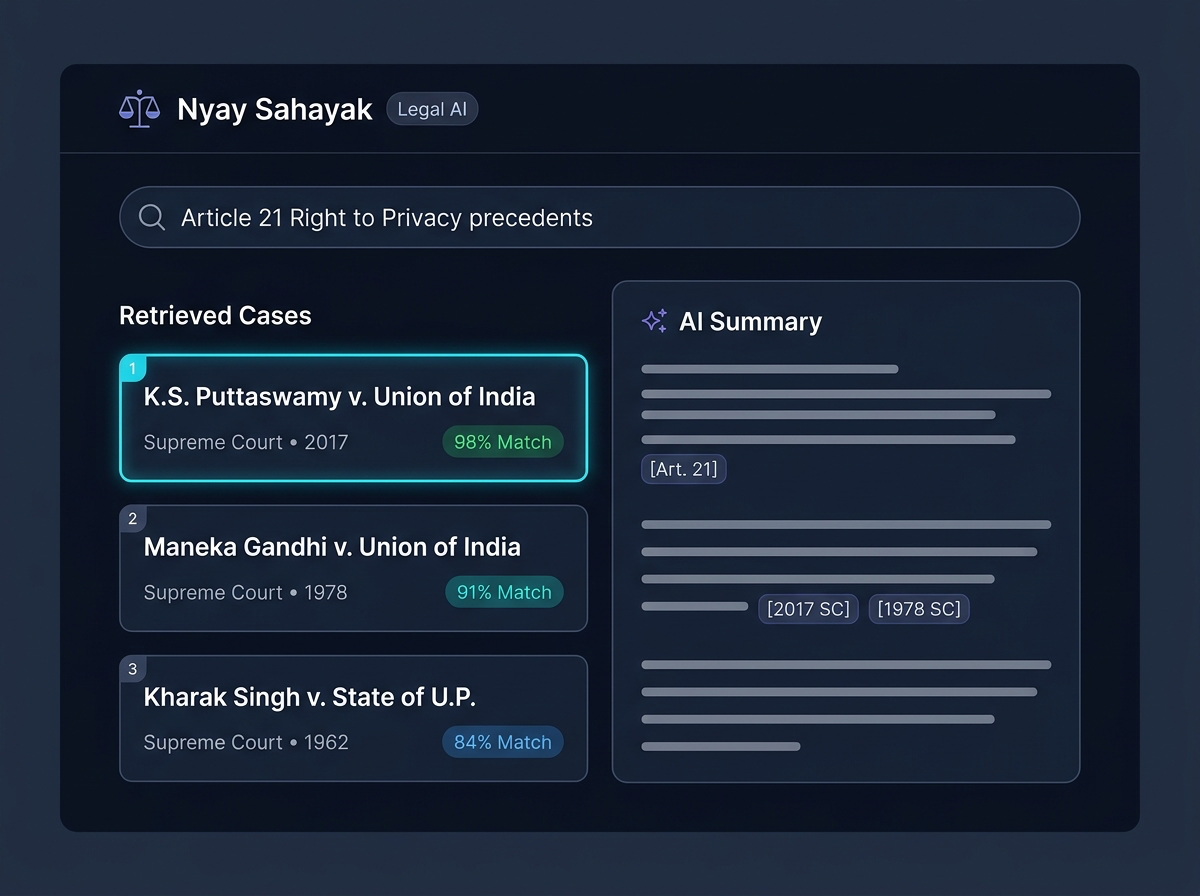 Nyay Sahayak Legal AI
Article 21 Right to Privacy precedents
Retrieved Cases
1
K.S. Puttaswamy v. Union of India
Supreme Court • 2017 98% Match
2
Maneka Gandhi v. Union of India
Supreme Court • 1978 91% Match
3
Kharak Singh v. State of U.P.
Supreme Court • 1962 84% Match
AI Summary
[Art. 21]
[2017 SC] [1978 SC]